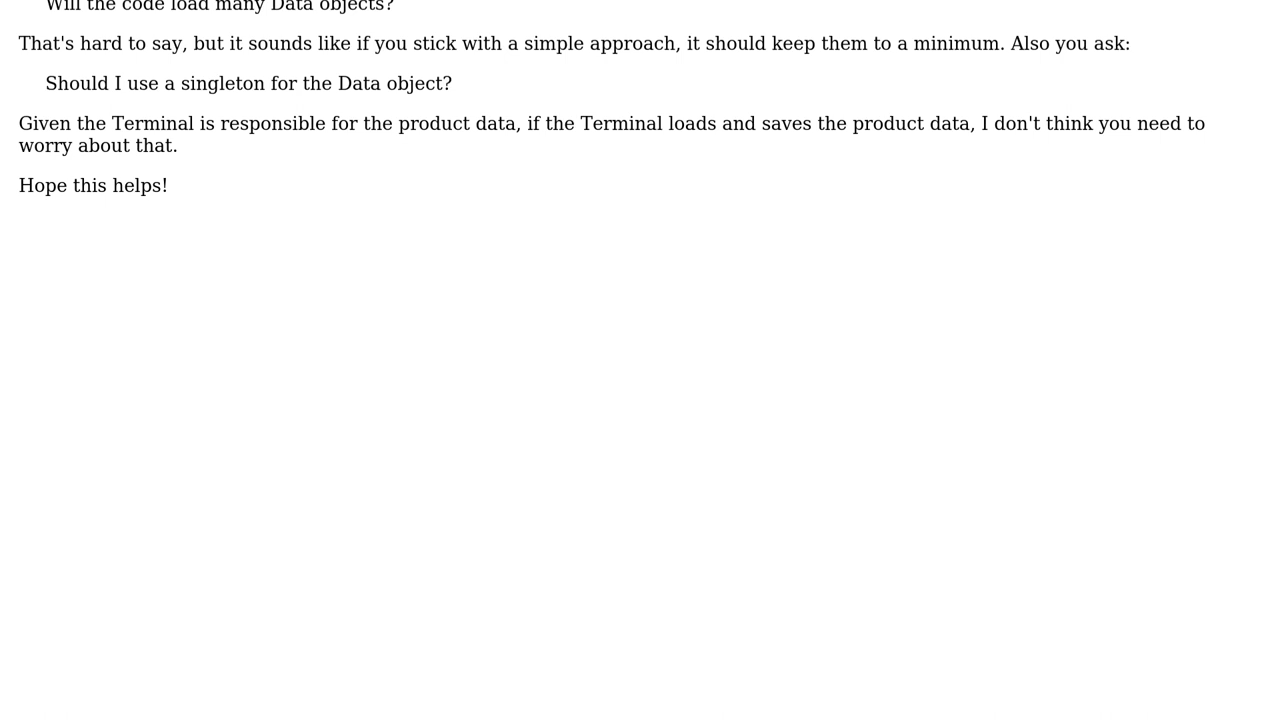 Will the code load many Data objects?
That's hard to say, but it sounds like if you stick with a simple approach, it should keep them to a minimum. Also you ask:
Should I use a singleton for the Data object?
Given the Terminal is responsible for the product data, if the Terminal loads and saves the product data, I don't think you need to
worry about that.
Hope this helps!